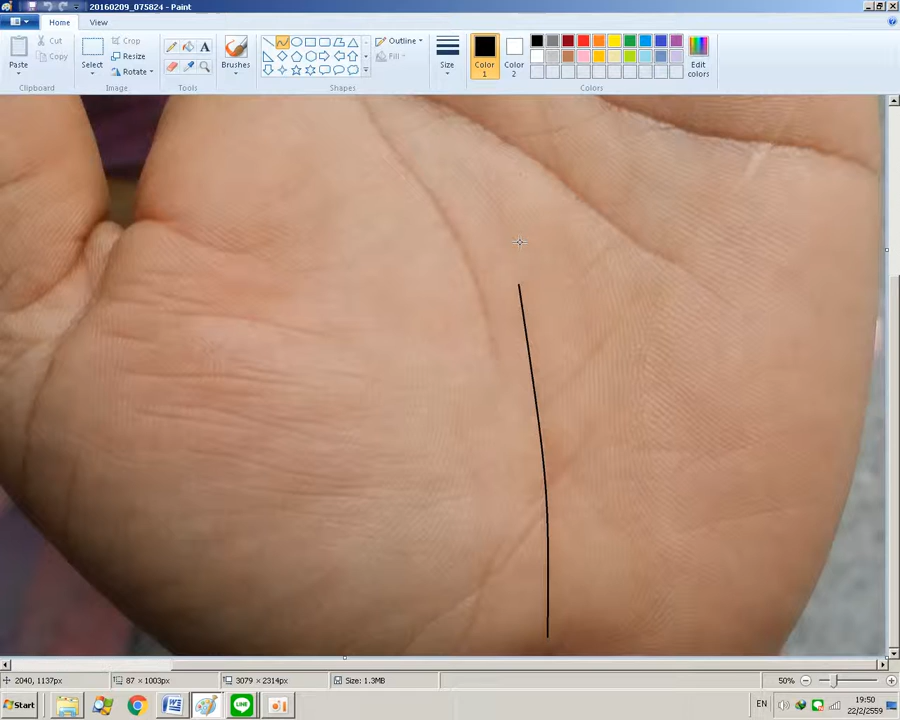 20160209_075824 - Paint
Home View
Paste
Cut
Copy
Clipboard
Select
Crop
Resize
Rotate
Image
A
Tools
Brushes
Outline
Fill
Shapes
Size
Color 1
Color 2
Edit colors
Colors
2040, 1137px
87 × 1003px
3079 × 2314px
Size: 1.3MB
50%
Start
W
LINE
EN
19:50
22/2/2559